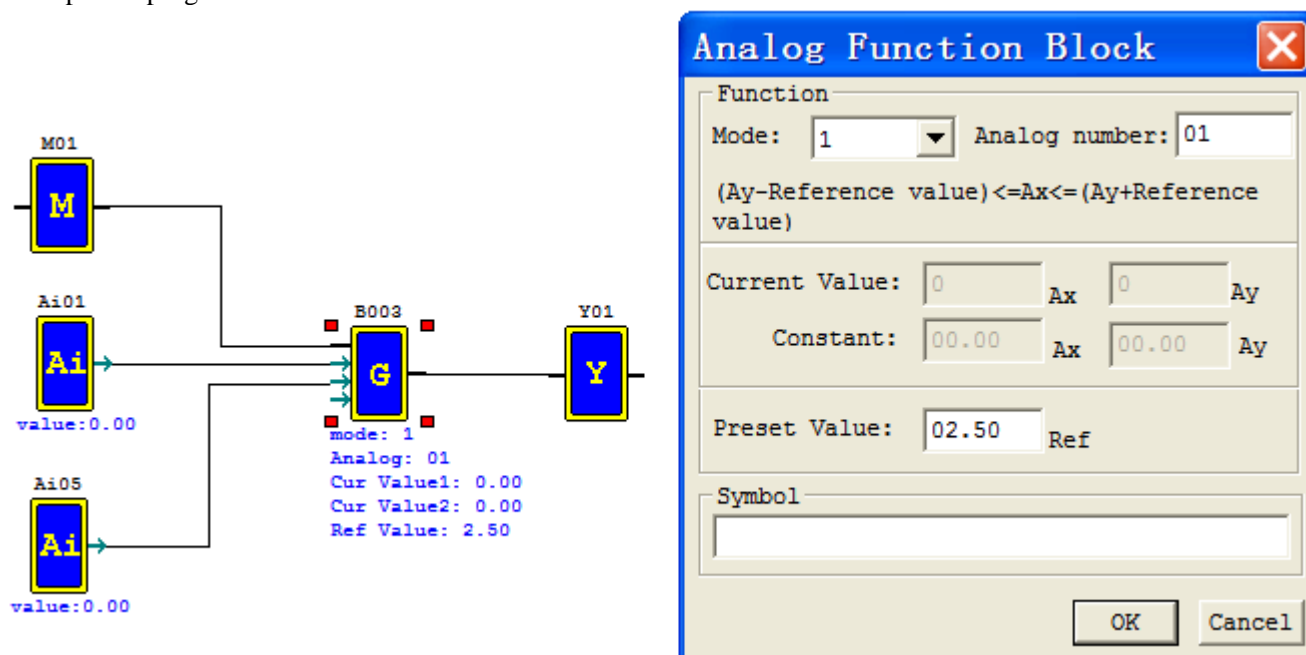 M01
M
Ai01
Ai
value:0.00
Ai05
Ai
value:0.00
B003
G
mode: 1
Analog: 01
Cur Value1: 0.00
Cur Value2: 0.00
Ref Value: 2.50
Y01
Y
Analog Function Block
Function
Mode: 1 Analog number: 01
(Ay-Reference value)<=Ax<=(Ay+Reference
value)
Current Value: 0 Ax 0 Ay
Constant: 00.00 Ax 00.00 Ay
Preset Value: 02.50 Ref
Symbol
OK Cancel